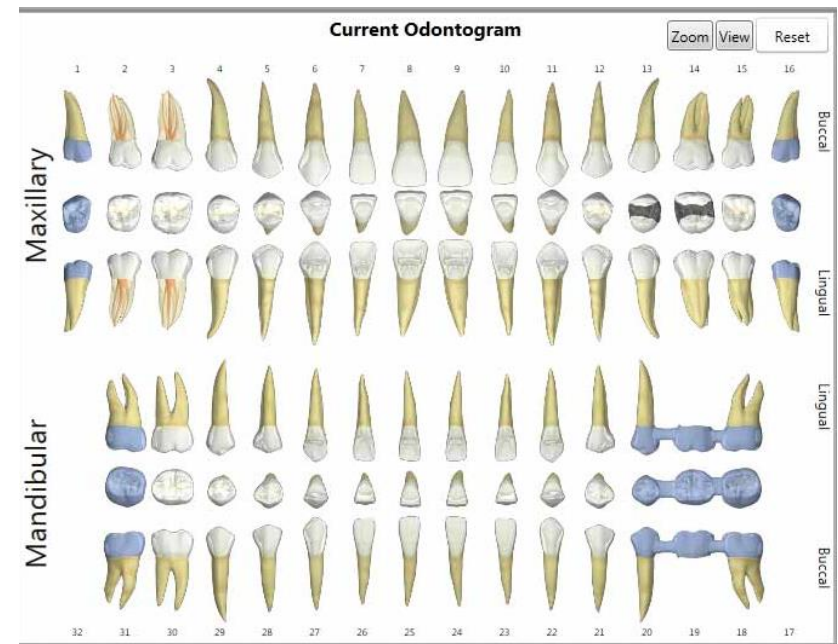 Current Odontogram
Zoom View Reset
1 2 3 4 5 6 7 8 9 10 11 12 13 14 15 16
Buccal
Maxillary
Lingual
Lingual
Mandibular
Buccal
32 31 30 29 28 27 26 25 24 23 22 21 20 19 18 17